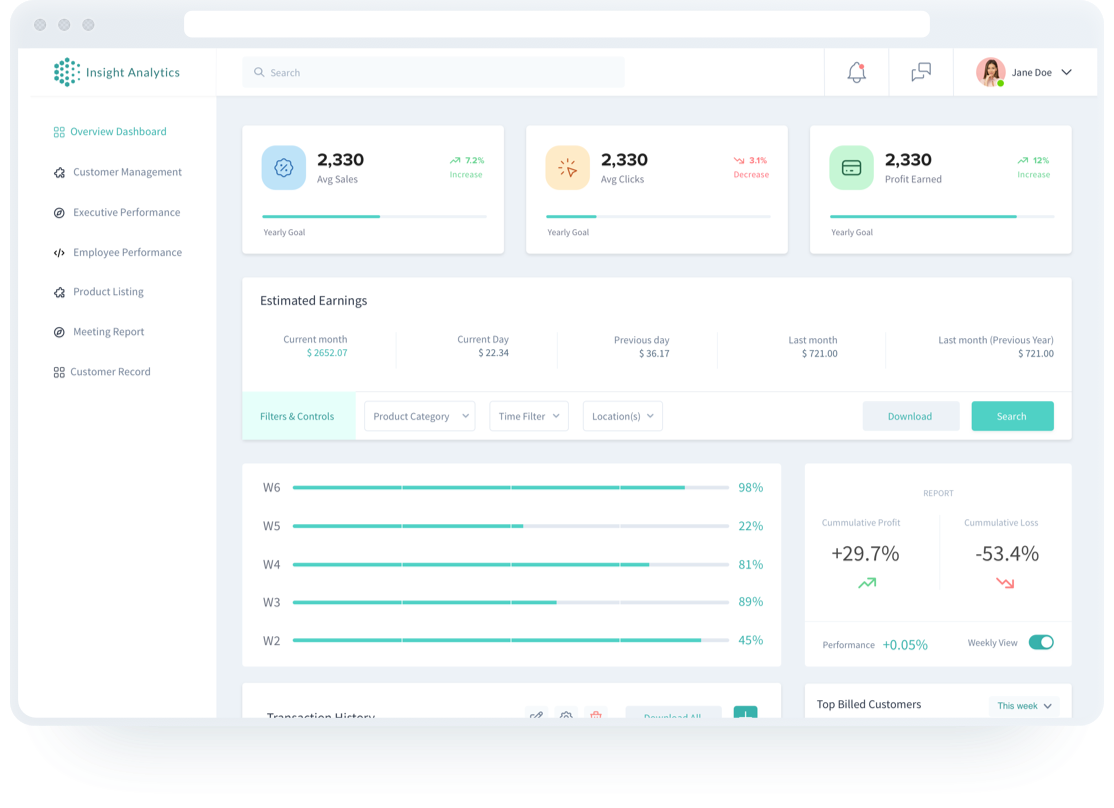 Insight Analytics
Search
Jane Doe
Overview Dashboard
Customer Management
Executive Performance
Employee Performance
Product Listing
Meeting Report
Customer Record
2,330
Avg Sales
7.2%
Increase
Yearly Goal
2,330
Avg Clicks
3.1%
Decrease
Yearly Goal
2,330
Profit Earned
12%
Increase
Yearly Goal
Estimated Earnings
Current month
$ 2652.07
Current Day
$ 22.34
Previous day
$ 36.17
Last month
$ 721.00
Last month (Previous Year)
$ 721.00
Filters & Controls
Product Category
Time Filter
Location(s)
Download
Search
W6 98%
W5 22%
W4 81%
W3 89%
W2 45%
REPORT
Cummulative Profit
+29.7%
Cummulative Loss
-53.4%
Performance +0.05%
Weekly View
Transaction History
Download All
Top Billed Customers
This week